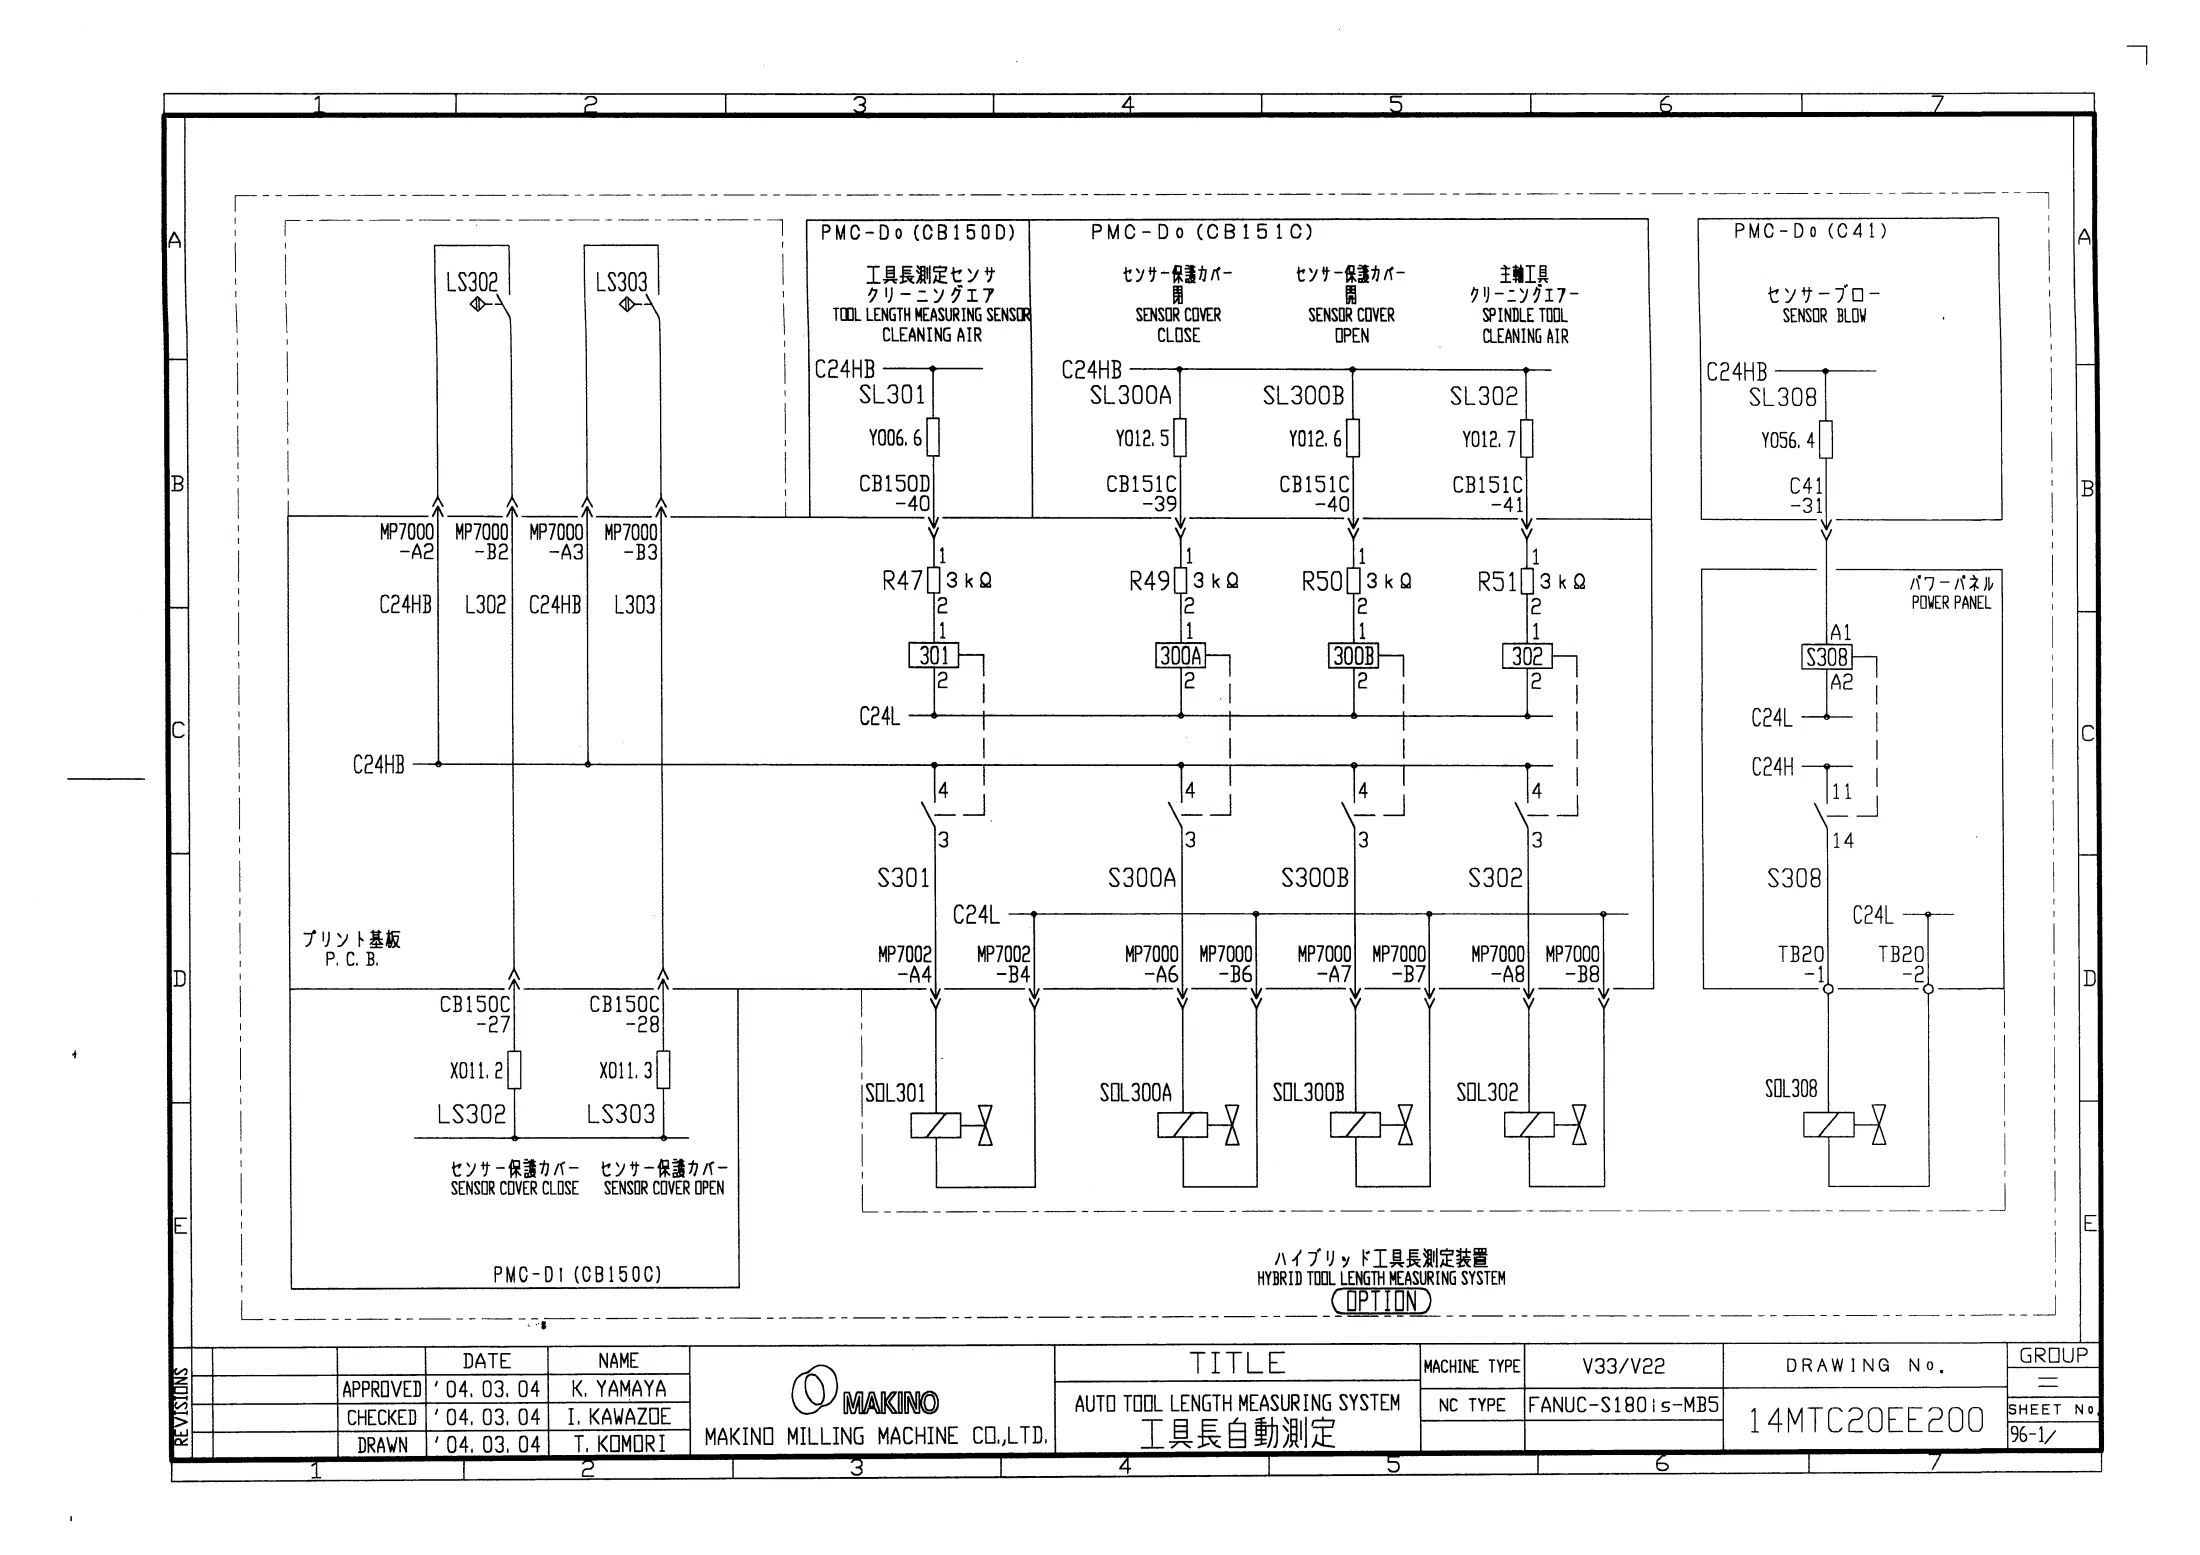 1 2 3 4 5 6 7
A A
PMC-Do(CB150D)
工具長測定センサ
クリーニングエア
TOOL LENGTH MEASURING SENSOR
CLEANING AIR
C24HB
SL301
Y006.6
CB150D
-40
PMC-Do(CB151C)
センサー保護カバー
閉
SENSOR COVER
CLOSE
センサー保護カバー
開
SENSOR COVER
OPEN
主軸工具
クリーニングエアー
SPINDLE TOOL
CLEANING AIR
C24HB
SL300A
Y012.5
CB151C
-39
SL300B
Y012.6
CB151C
-40
SL302
Y012.7
CB151C
-41
PMC-Do(C41)
センサーブロー
SENSOR BLOW
C24HB
SL308
Y056.4
C41
-31
LS302
LS303
B B
MP7000
-A2
MP7000
-B2
MP7000
-A3
MP7000
-B3
C24HB L302 C24HB L303
1
R47 3kΩ
2
1
301
2
1
R49 3kΩ
2
1
300A
2
1
R50 3kΩ
2
1
300B
2
1
R51 3kΩ
2
1
302
2
パワーパネル
POWER PANEL
A1
S308
A2
C24L
C24L
C C
C24HB
C24H
4
3
4
3
4
3
4
3
11
14
S301 S300A S300B S302 S308
C24L
C24L
プリント基板
P.C.B.
MP7002
-A4
MP7002
-B4
MP7000
-A6
MP7000
-B6
MP7000
-A7
MP7000
-B7
MP7000
-A8
MP7000
-B8
TB20
-1
TB20
-2
D D
CB150C
-27
CB150C
-28
X011.2
X011.3
LS302
LS303
センサー保護カバー
SENSOR COVER CLOSE
センサー保護カバー
SENSOR COVER OPEN
PMC-Di(CB150C)
SOL301 SOL300A SOL300B SOL302 SOL308
E E
ハイブリッド工具長測定装置
HYBRID TOOL LENGTH MEASURING SYSTEM
OPTION
REVISIONS
DATE NAME
APPROVED '04.03.04 K. YAMAYA
CHECKED '04.03.04 I. KAWAZOE
DRAWN '04.03.04 T. KOMORI
MAKINO
MAKINO MILLING MACHINE CO.,LTD.
TITLE
AUTO TOOL LENGTH MEASURING SYSTEM
工具長自動測定
MACHINE TYPE V33/V22
NC TYPE FANUC-S180is-MB5
DRAWING No.
14MTC20EE200
GROUP
=
SHEET No.
96-1/
1 2 3 4 5 6 7